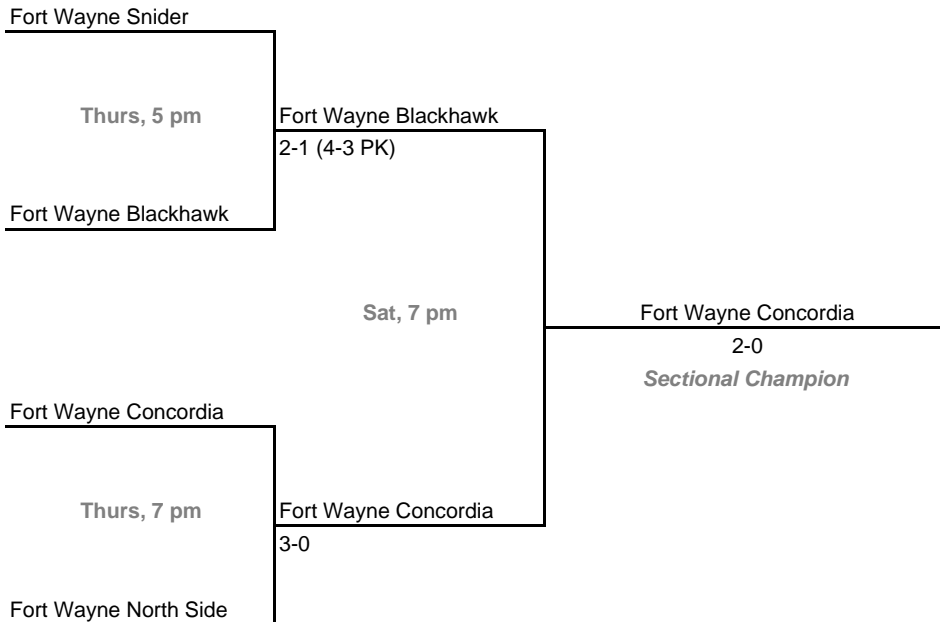 Fort Wayne Snider
Thurs, 5 pm
Fort Wayne Blackhawk
2-1 (4-3 PK)
Fort Wayne Blackhawk
Sat, 7 pm
Fort Wayne Concordia
2-0
Sectional Champion
Fort Wayne Concordia
Thurs, 7 pm
Fort Wayne Concordia
3-0
Fort Wayne North Side